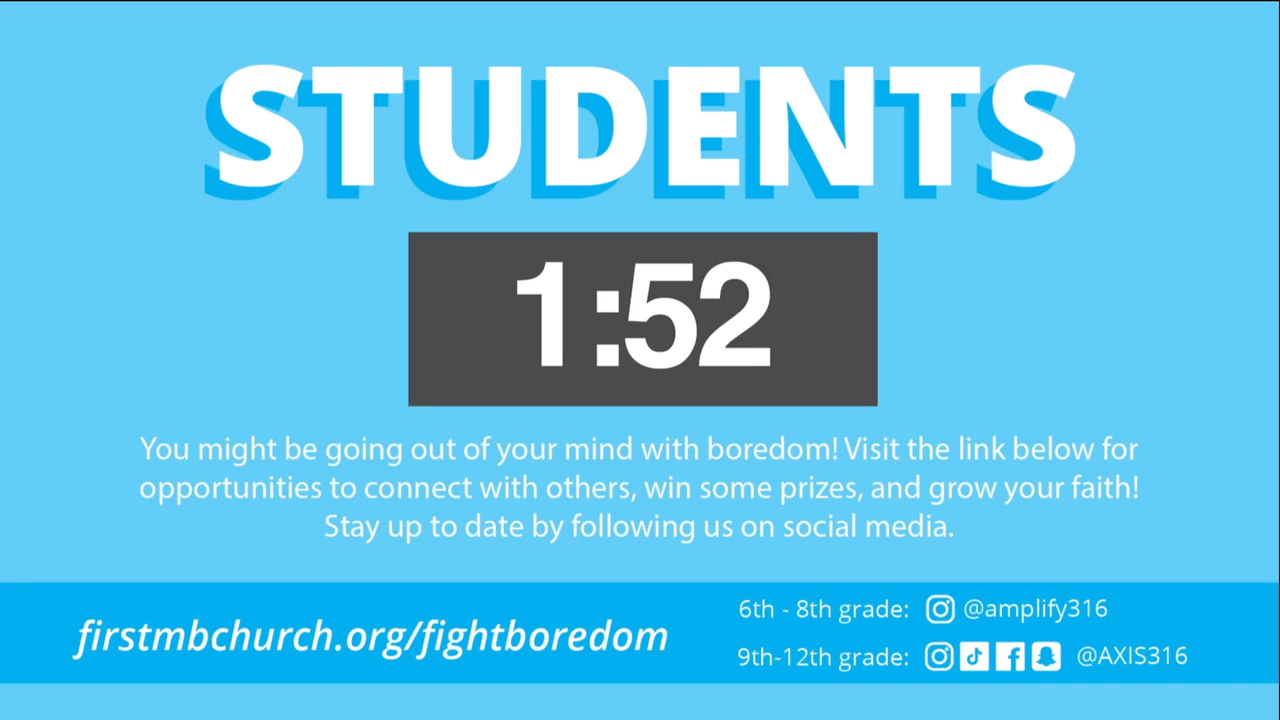 STUDENTS
1:52
You might be going out of your mind with boredom! Visit the link below for
opportunities to connect with others, win some prizes, and grow your faith!
Stay up to date by following us on social media.
firstmbchurch.org/fightboredom
6th - 8th grade: @amplify316
9th-12th grade: @AXIS316